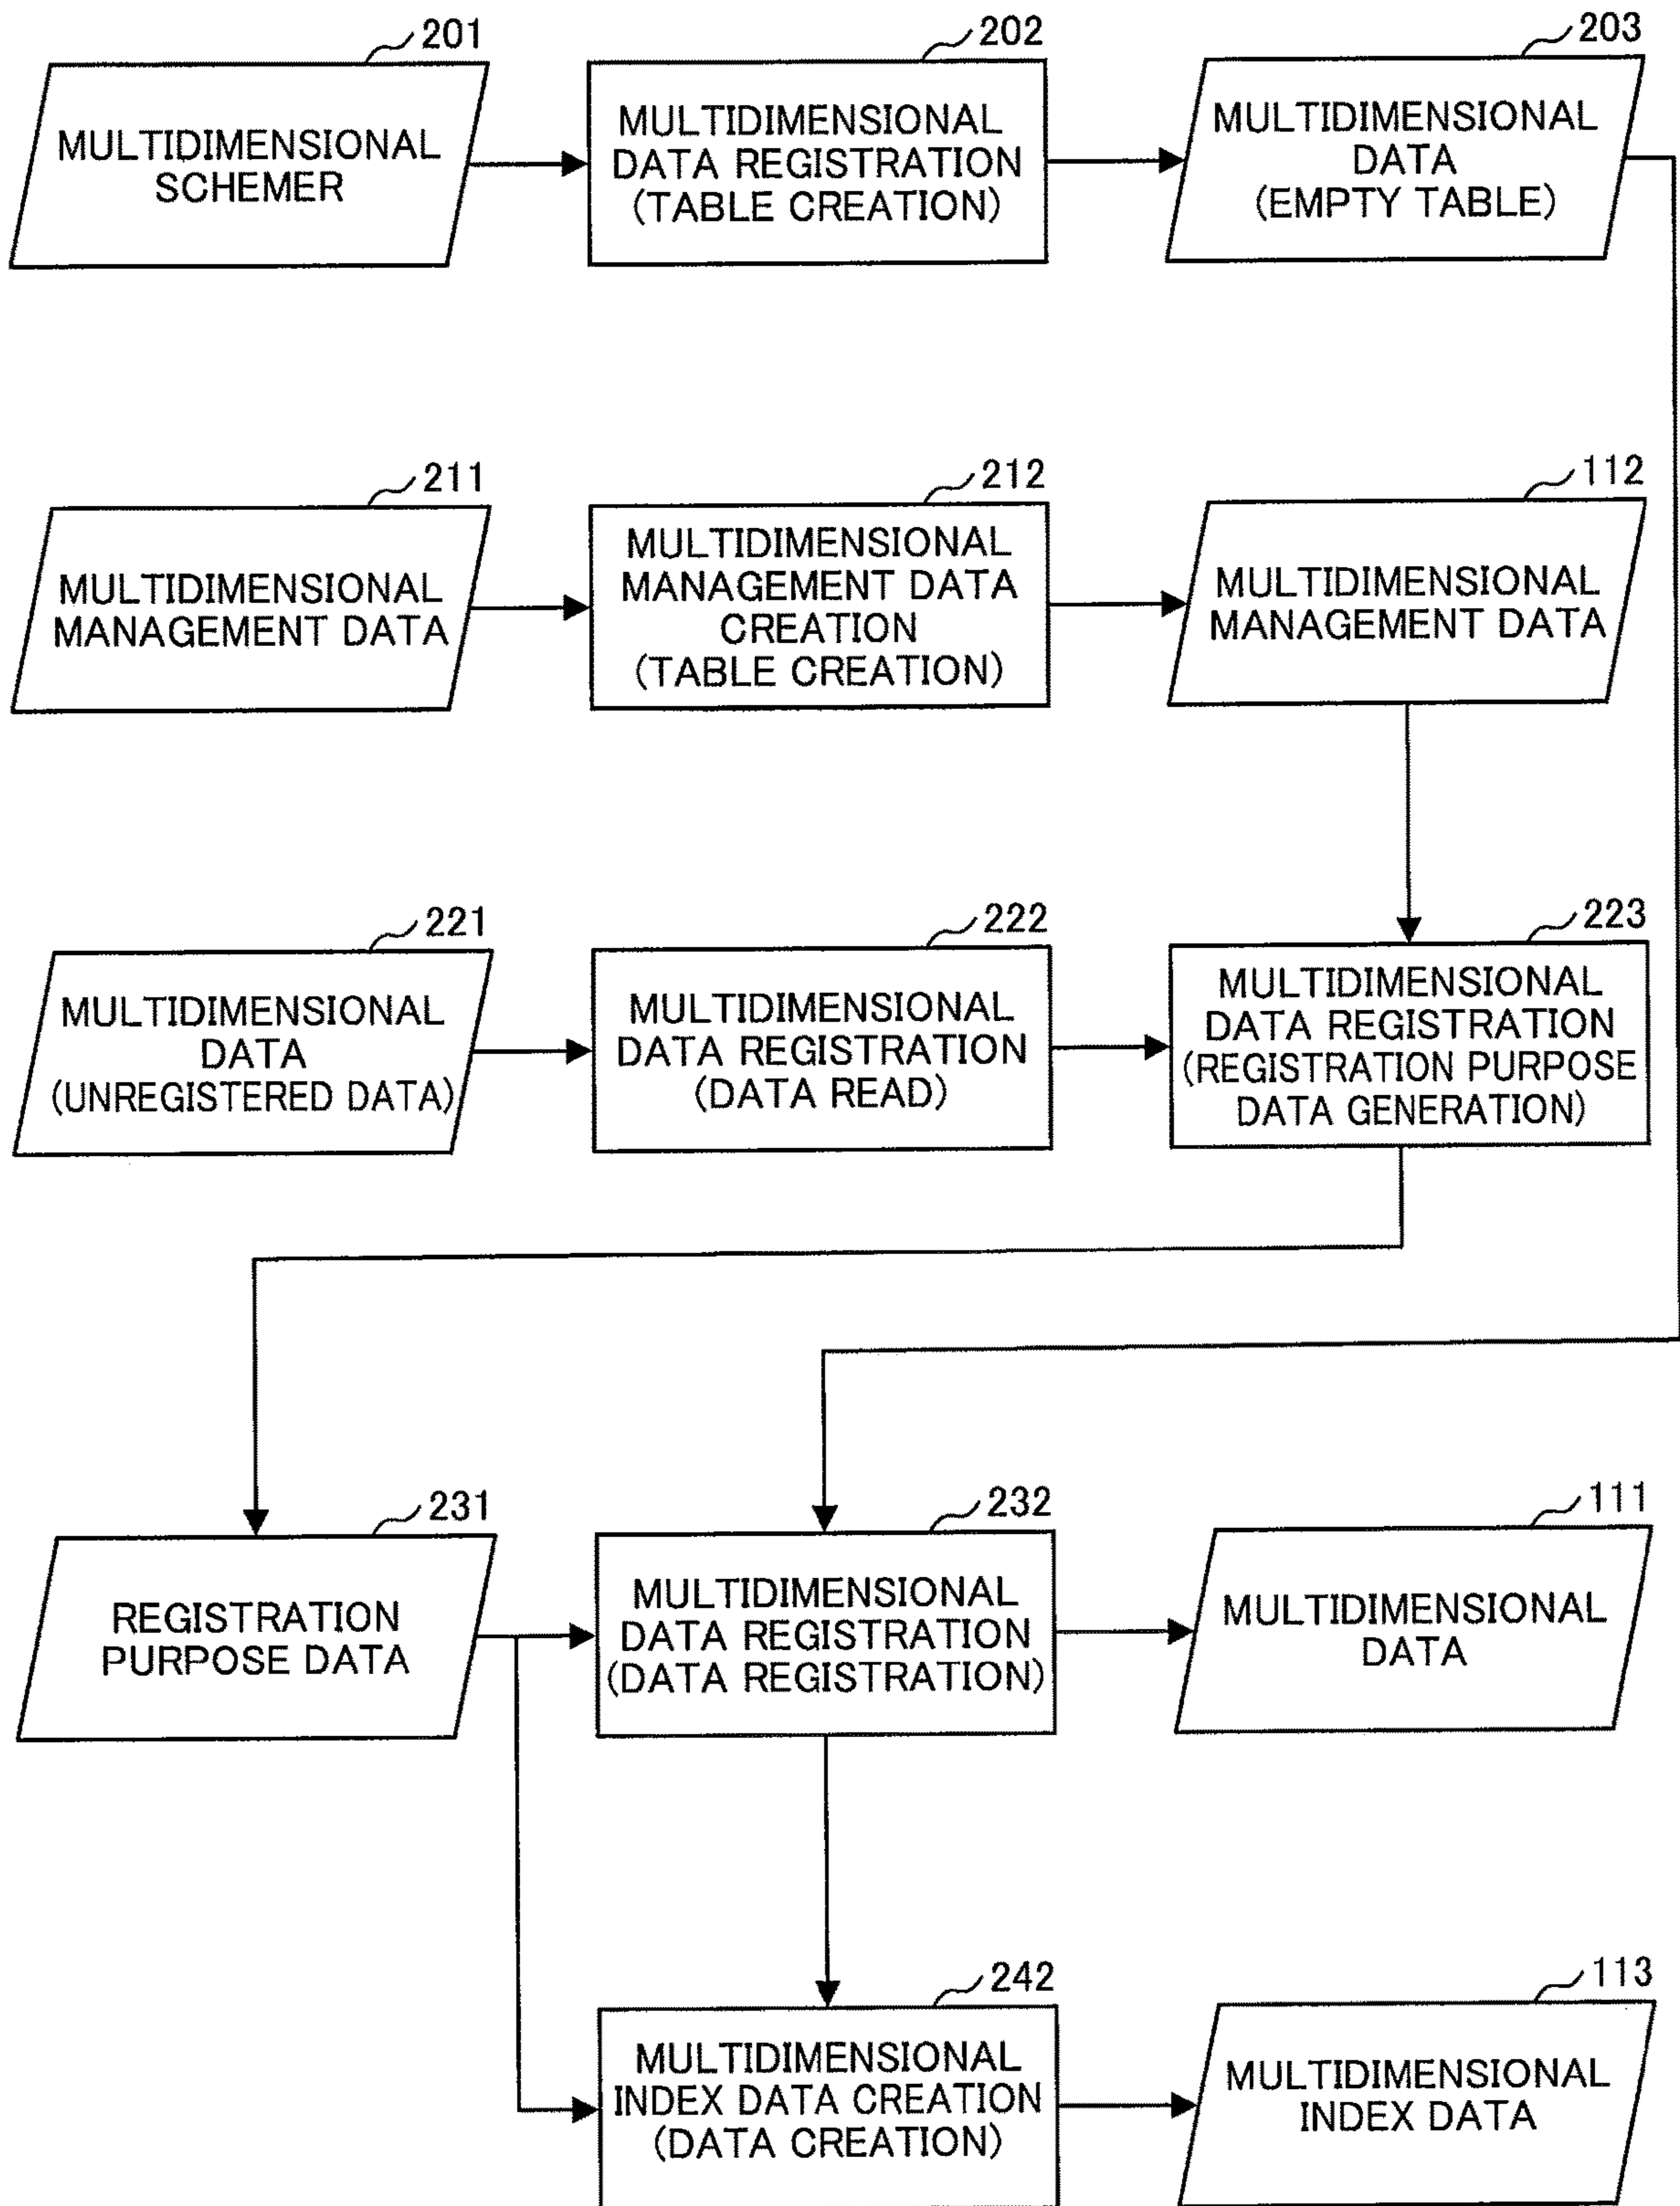 201
MULTIDIMENSIONAL
SCHEMER
202
MULTIDIMENSIONAL
DATA REGISTRATION
(TABLE CREATION)
203
MULTIDIMENSIONAL
DATA
(EMPTY TABLE)
211
MULTIDIMENSIONAL
MANAGEMENT DATA
212
MULTIDIMENSIONAL
MANAGEMENT DATA
CREATION
(TABLE CREATION)
112
MULTIDIMENSIONAL
MANAGEMENT DATA
221
MULTIDIMENSIONAL
DATA
(UNREGISTERED DATA)
222
MULTIDIMENSIONAL
DATA REGISTRATION
(DATA READ)
223
MULTIDIMENSIONAL
DATA REGISTRATION
(REGISTRATION PURPOSE
DATA GENERATION)
231
REGISTRATION
PURPOSE DATA
232
MULTIDIMENSIONAL
DATA REGISTRATION
(DATA REGISTRATION)
111
MULTIDIMENSIONAL
DATA
242
MULTIDIMENSIONAL
INDEX DATA CREATION
(DATA CREATION)
113
MULTIDIMENSIONAL
INDEX DATA